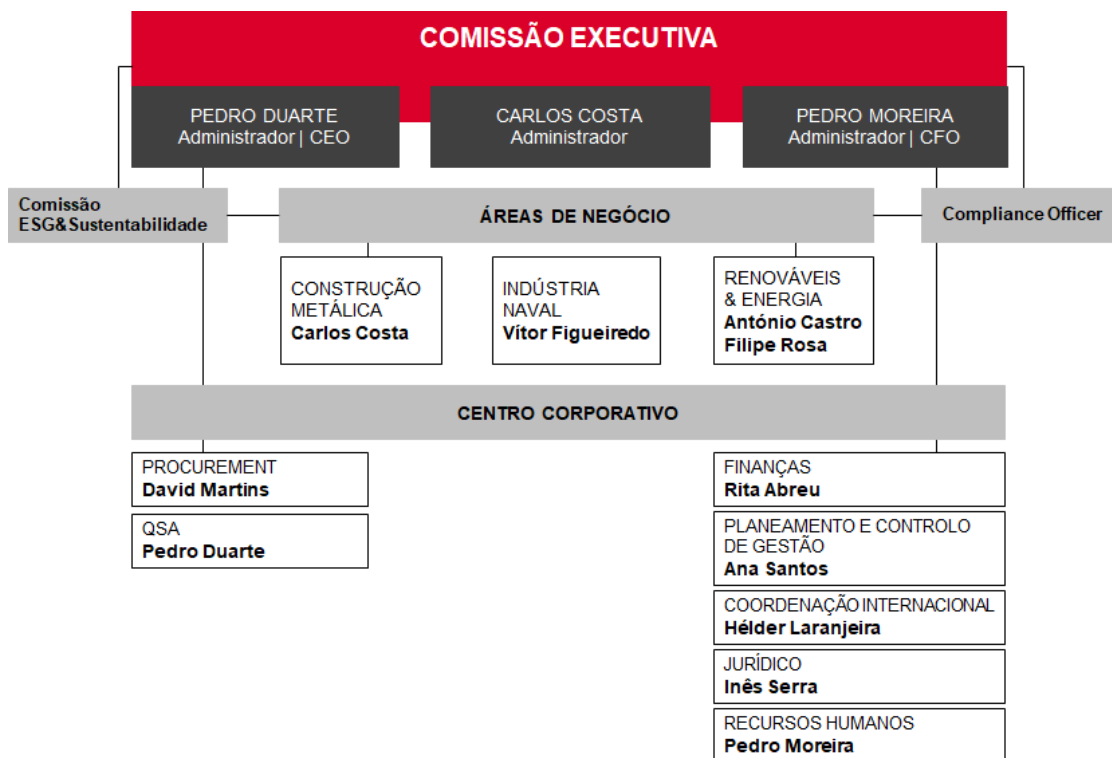 COMISSÃO EXECUTIVA
PEDRO DUARTE
Administrador | CEO
CARLOS COSTA
Administrador
PEDRO MOREIRA
Administrador | CFO
Comissão
ESG&Sustentabilidade
ÁREAS DE NEGÓCIO
Compliance Officer
CONSTRUÇÃO
METÁLICA
Carlos Costa
INDÚSTRIA
NAVAL
Vítor Figueiredo
RENOVÁVEIS
& ENERGIA
António Castro
Filipe Rosa
CENTRO CORPORATIVO
PROCUREMENT
David Martins
QSA
Pedro Duarte
FINANÇAS
Rita Abreu
PLANEAMENTO E CONTROLO
DE GESTÃO
Ana Santos
COORDENAÇÃO INTERNACIONAL
Hélder Laranjeira
JURÍDICO
Inês Serra
RECURSOS HUMANOS
Pedro Moreira